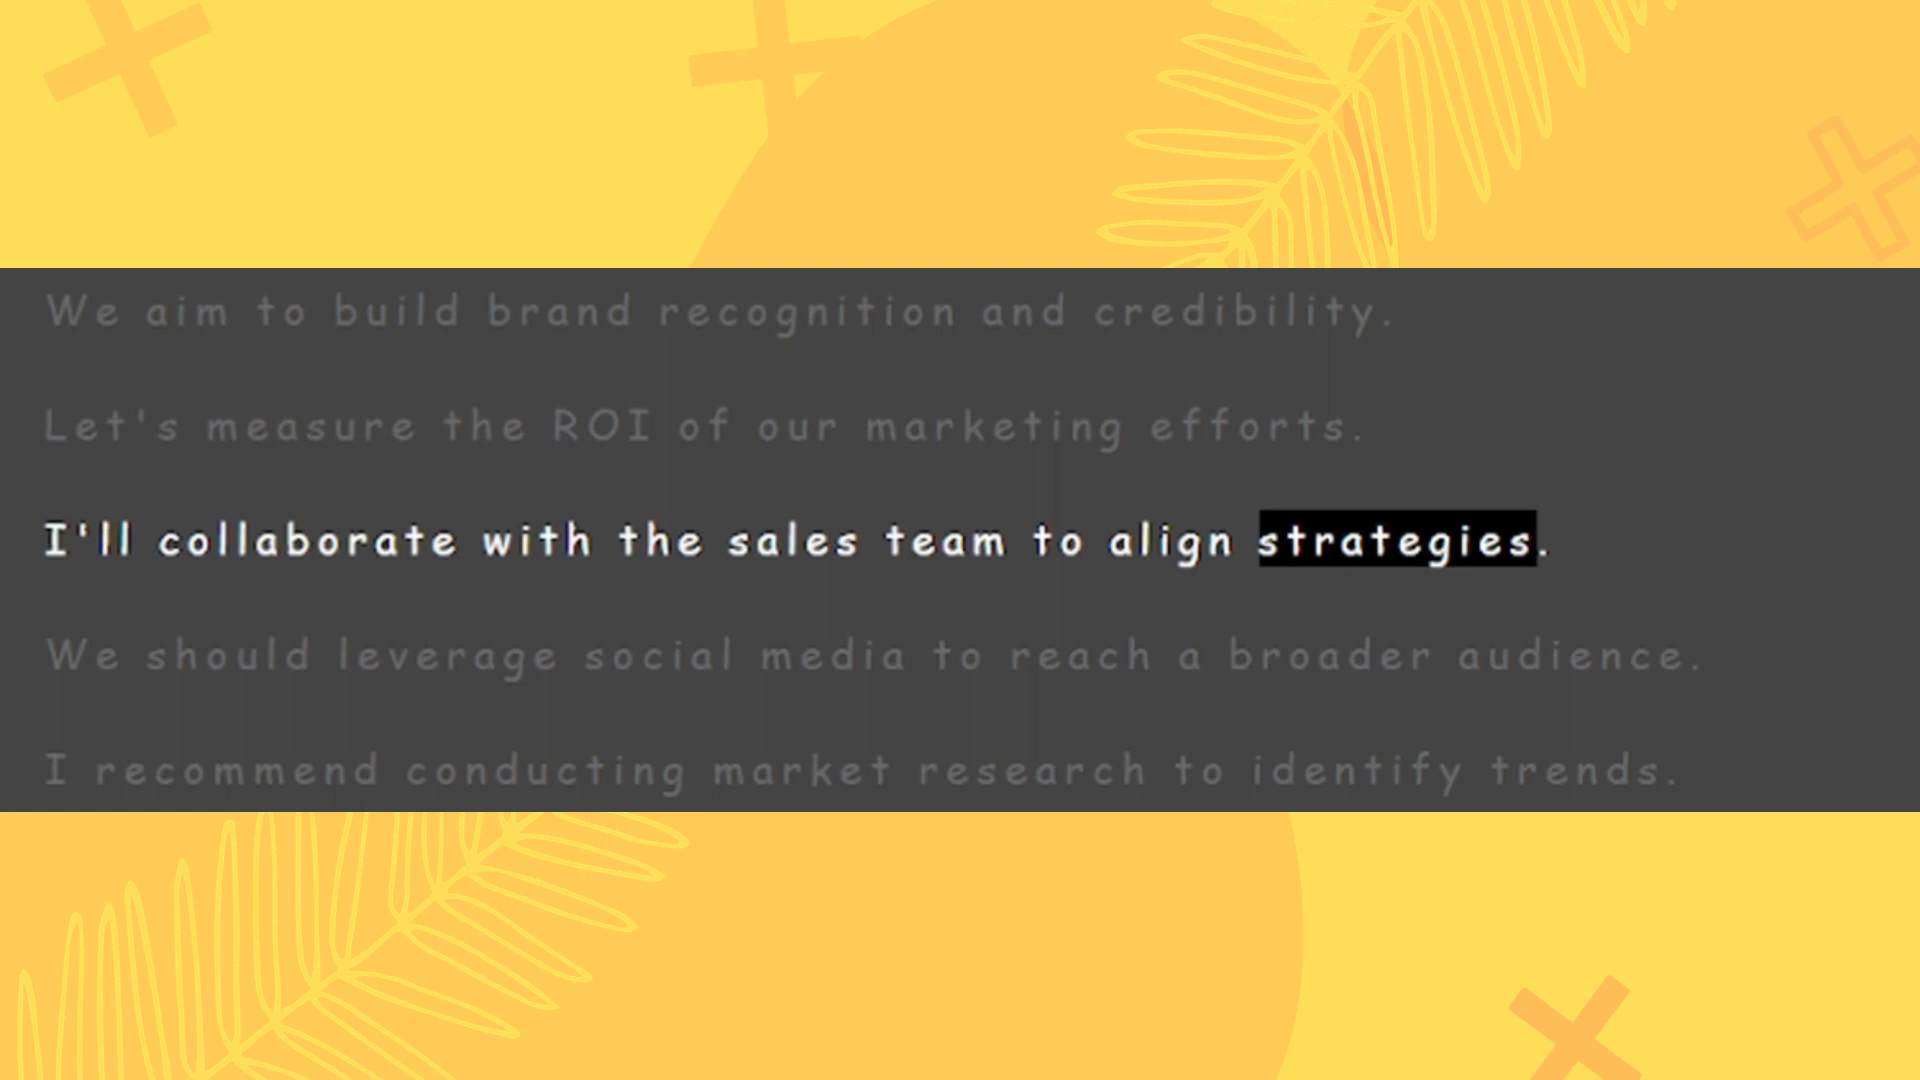 We aim to build brand recognition and credibility.
Let's measure the ROI of our marketing efforts.
I'll collaborate with the sales team to align strategies.
We should leverage social media to reach a broader audience.
I recommend conducting market research to identify trends.